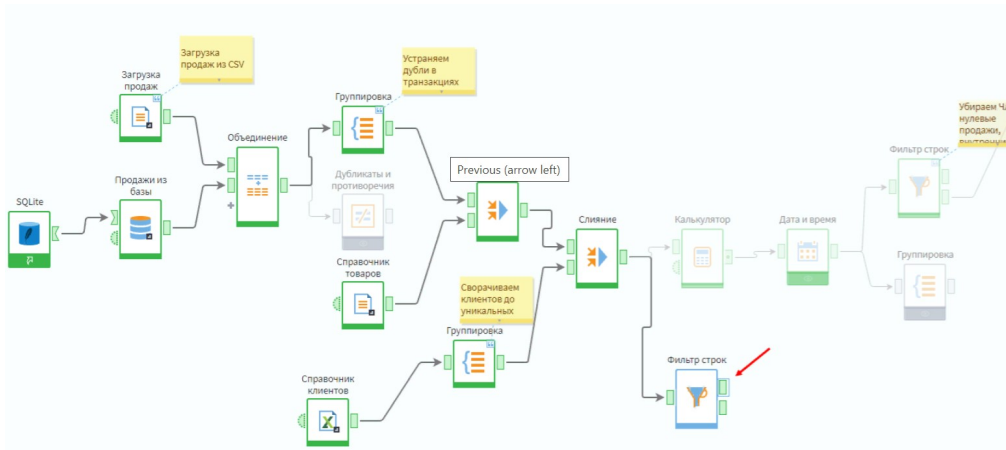 Загрузка
продаж из CSV
Загрузка
продаж
Устраняем
дубли в
транзакциях
Группировка
Объединение
Убираем
нулевые
продажи,
Фильтр строк
Previous (arrow left)
Дубликаты и
противоречия
Продажи из
базы
SQLite
Слияние
Калькулятор
Дата и время
Группировка
Справочник
товаров
Сворачиваем
клиентов до
уникальных
Группировка
Фильтр строк
Справочник
клиентов